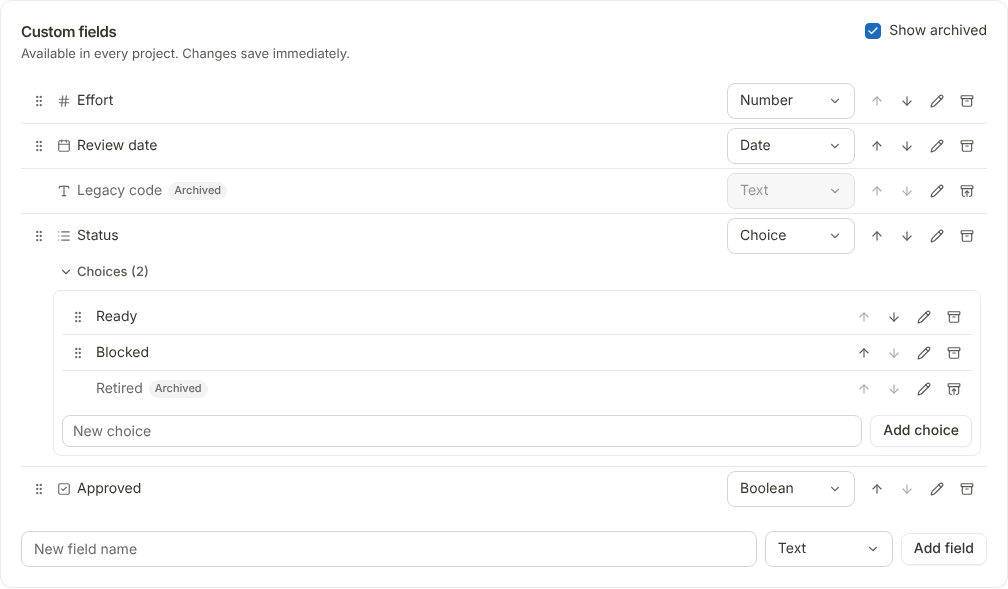 Custom fields
Show archived
Available in every project. Changes save immediately.
Effort Number
Review date Date
Legacy code Archived Text
Status Choice
Choices (2)
Ready
Blocked
Retired Archived
New choice Add choice
Approved Boolean
New field name Text Add field